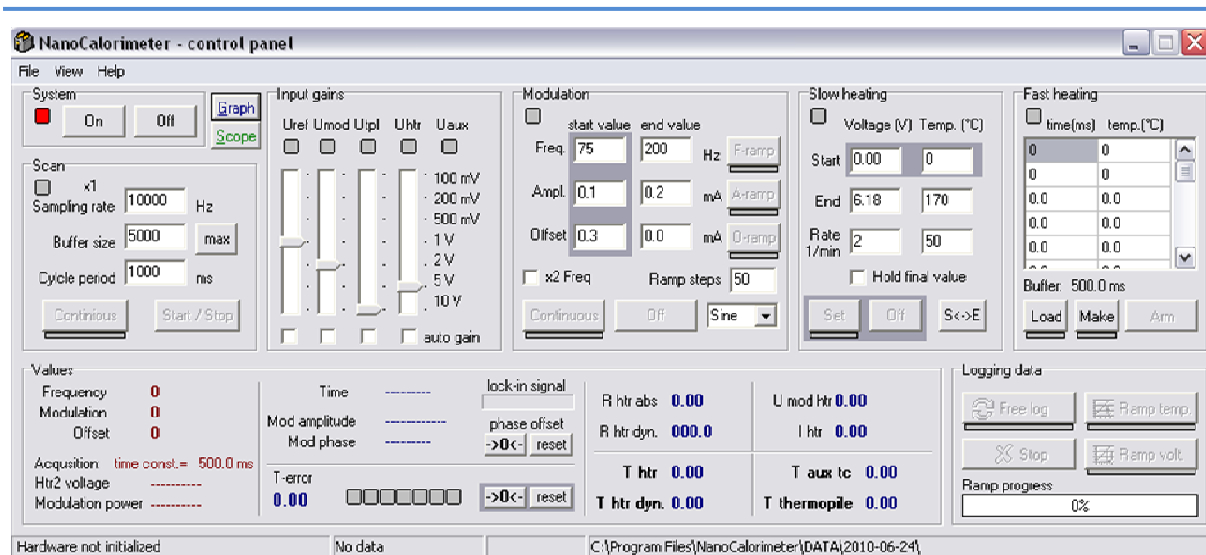 NanoCalorimeter - control panel
File View Help
System
On Off
Graph
Scope
Scan
x1
Sampling rate 10000 Hz
Buffer size 5000 max
Cycle period 1000 ms
Continious Start / Stop
Input gains
Uref Umod Utpl Uhtr Uaux
100 mV
200 mV
500 mV
1 V
2 V
5 V
10 V
auto gain
Modulation
start value end value
Freq. 75 200 Hz F-ramp
Ampl. 0.1 0.2 mA A-ramp
Offset 0.3 0.0 mA O-ramp
x2 Freq Ramp steps 50
Continuous Off Sine
Slow heating
Voltage (V) Temp. (°C)
Start 0.00 0
End 6.18 170
Rate 1/min 2 50
Hold final value
Set Off S<->E
Fast heating
time(ms) temp.(°C)
0 0
0 0
0.0 0.0
0.0 0.0
0.0 0.0
0.0 0.0
Buffer 500.0 ms
Load Make Arm
Values
Frequency 0
Modulation 0
Offset 0
Acqusition time const.= 500.0 ms
Htr2 voltage ----------
Modulation power ----------
Time --------
Mod amplitude -----------
Mod phase --------
lock-in signal
phase offset
->0<- reset
T-error
0.00
->0<- reset
R htr abs 0.00
R htr dyn. 000.0
U mod htr 0.00
I htr 0.00
T htr 0.00
T htr dyn. 0.00
T aux tc 0.00
T thermopile 0.00
Logging data
Free log Ramp temp.
Stop Ramp volt.
Ramp progress
0%
Hardware not initialized
No data
C:\Program Files\NanoCalorimeter\DATA\2010-06-24\